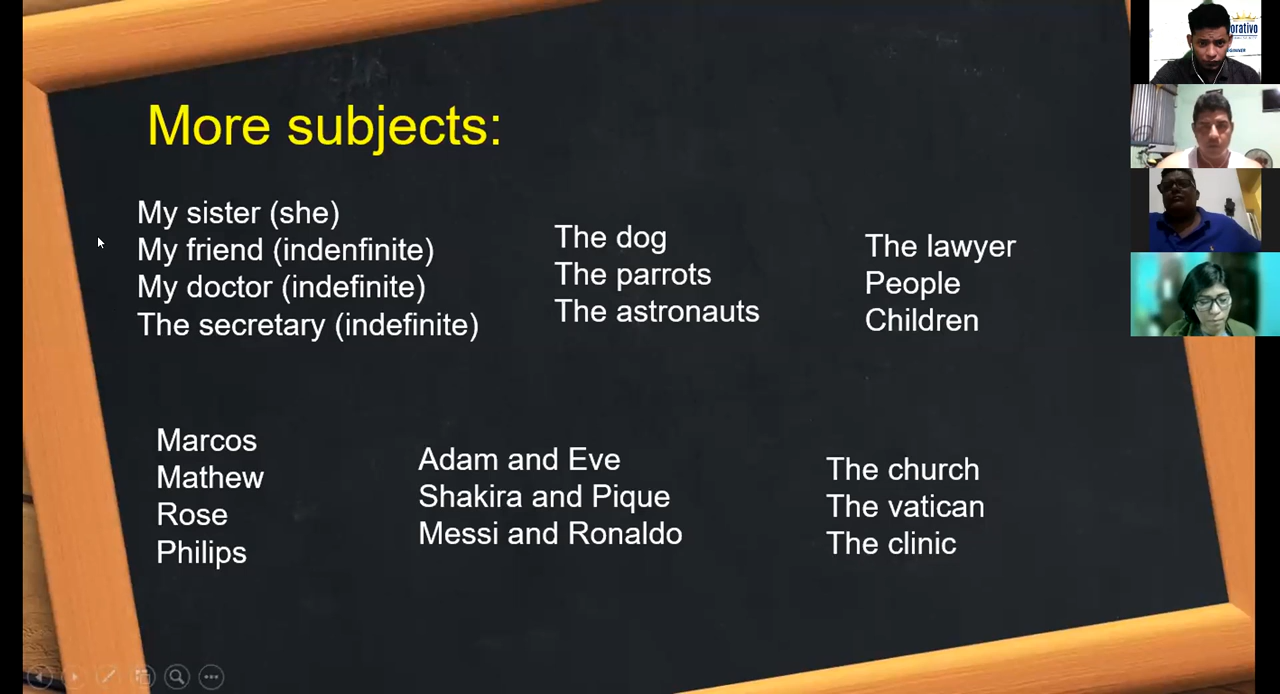 More subjects:
My sister (she)
My friend (indenfinite)
My doctor (indefinite)
The secretary (indefinite)
The dog
The parrots
The astronauts
The lawyer
People
Children
Marcos
Mathew
Rose
Philips
Adam and Eve
Shakira and Pique
Messi and Ronaldo
The church
The vatican
The clinic
orativo